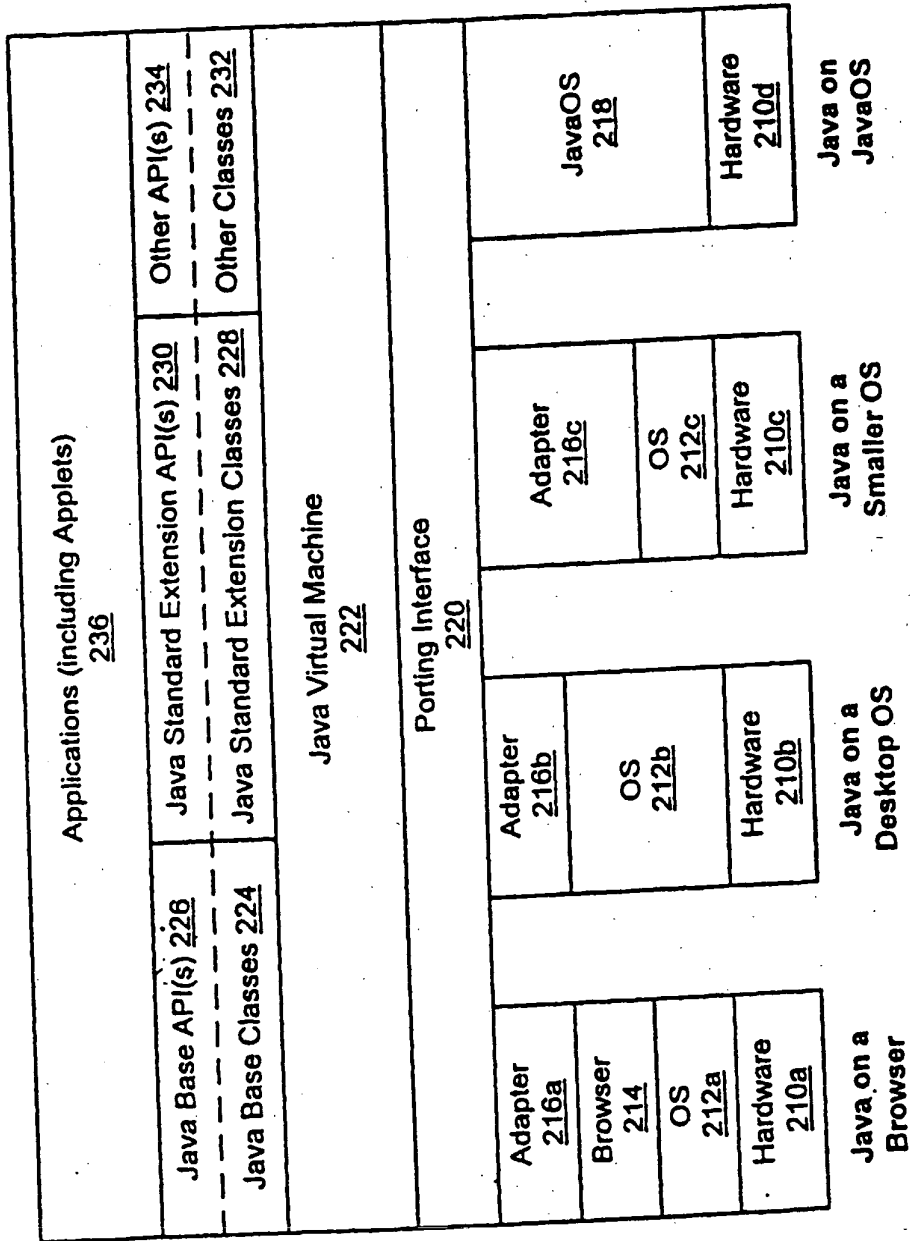 Applications (including Applets)
236
Java Base API(s) 226
Java Standard Extension API(s) 230
Other API(s) 234
Java Base Classes 224
Java Standard Extension Classes 228
Other Classes 232
Java Virtual Machine
222
Porting Interface
220
Adapter
216a
Browser
214
OS
212a
Hardware
210a
Java on a
Browser
Adapter
216b
OS
212b
Hardware
210b
Java on a
Desktop OS
Adapter
216c
OS
212c
Hardware
210c
Java on a
Smaller OS
JavaOS
218
Hardware
210d
Java on
JavaOS